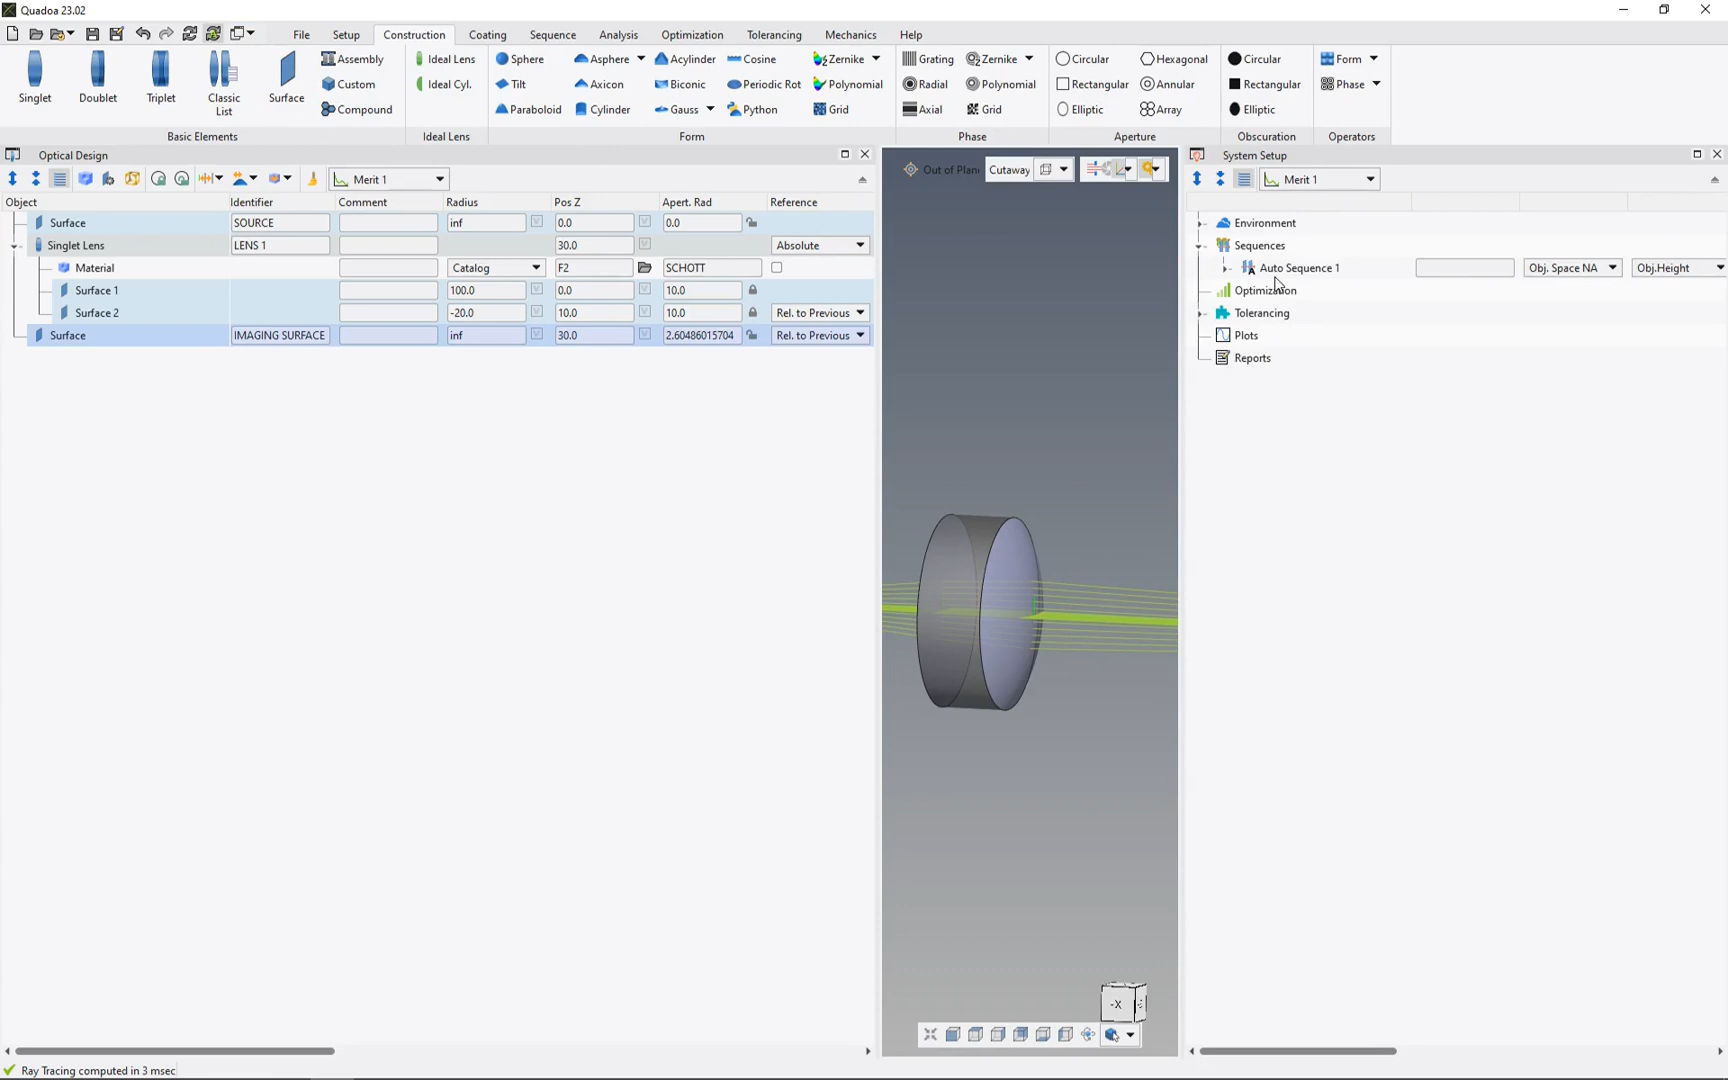 Quadoa 23.02
File Setup Construction Coating Sequence Analysis Optimization Tolerancing Mechanics Help
Singlet Doublet Triplet Classic List Surface
Assembly
Custom
Compound
Basic Elements
Ideal Lens
Ideal Cyl.
Ideal Lens
Sphere Asphere Acylinder Cosine Zernike
Tilt Axicon Biconic Periodic Rot Polynomial
Paraboloid Cylinder Gauss Python Grid
Form
Grating Zernike
Radial Polynomial
Axial Grid
Phase
Circular Hexagonal
Rectangular Annular
Elliptic Array
Aperture
Circular
Rectangular
Elliptic
Obscuration
Form
Phase
Operators
Optical Design
Merit 1
Object Identifier Comment Radius Pos Z Apert. Rad Reference
Surface SOURCE inf V 0.0 V 0.0
Singlet Lens LENS 1 30.0 V Absolute
Material Catalog F2 SCHOTT
Surface 1 100.0 V 0.0 V 10.0
Surface 2 -20.0 V 10.0 V 10.0 Rel. to Previous
Surface IMAGING SURFACE inf V 30.0 V 2.60486015704 Rel. to Previous
Out of Plan Cutaway
-X
System Setup
Merit 1
Environment
Sequences
Auto Sequence 1 Obj. Space NA Obj.Height
Optimization
Tolerancing
Plots
Reports
Ray Tracing computed in 3 msec